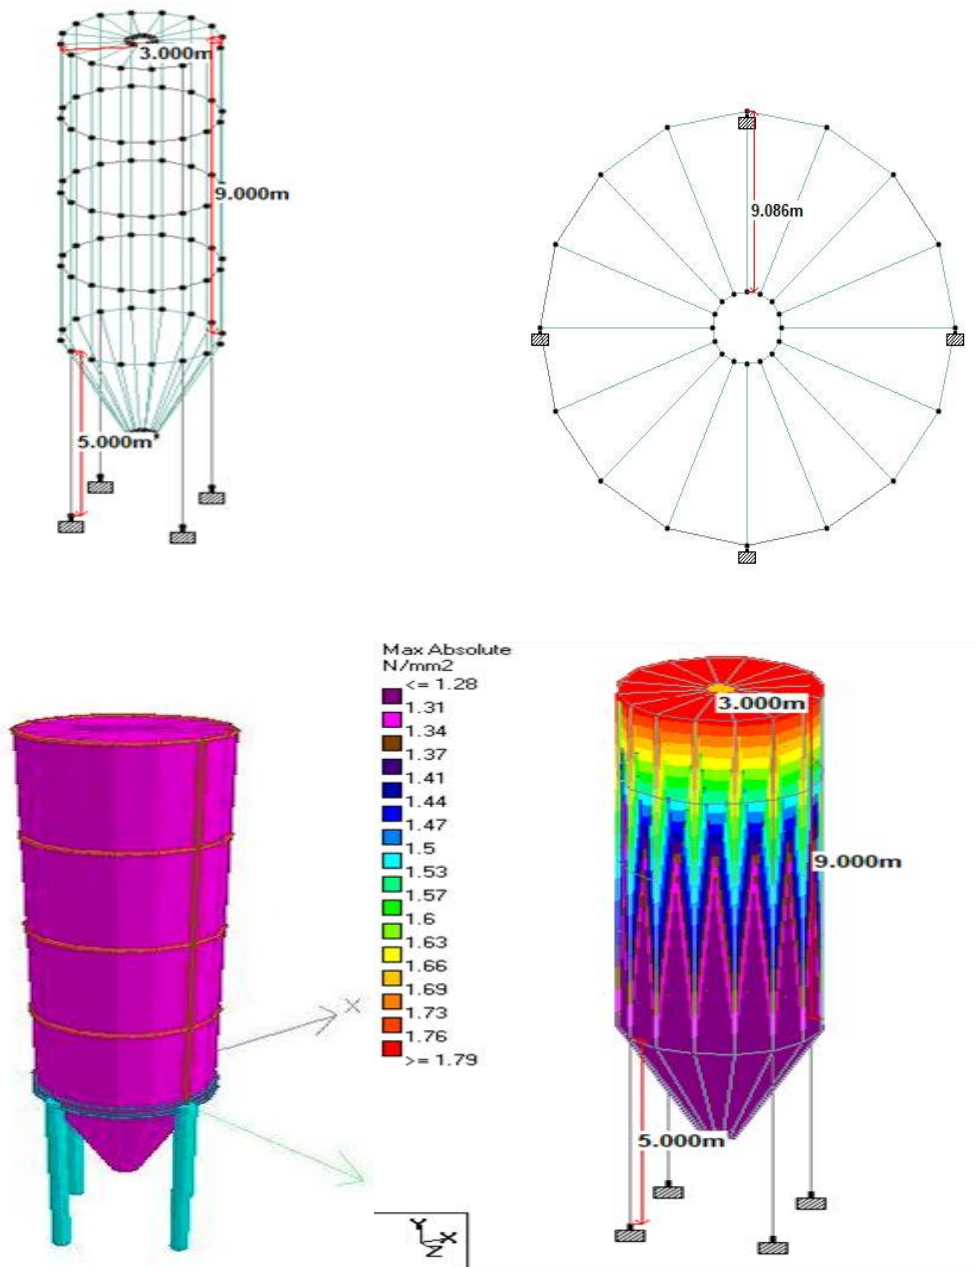 3.000m
9.000m
5.000m
9.086m
X
Max Absolute
N/mm2
<= 1.28
1.31
1.34
1.37
1.41
1.44
1.47
1.5
1.53
1.57
1.6
1.63
1.66
1.69
1.73
1.76
>= 1.79
3.000m
9.000m
5.000m
Y
X
Z